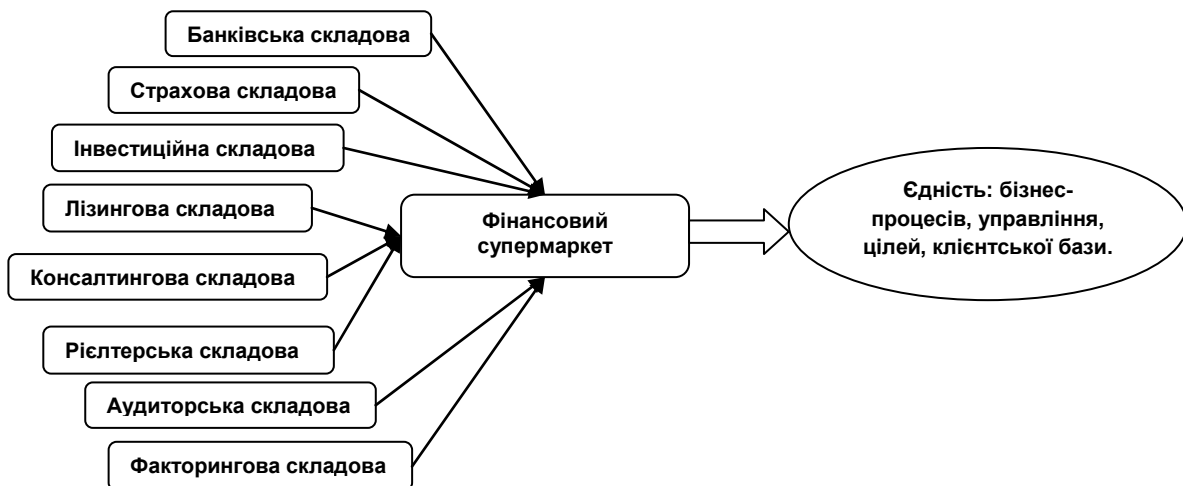 Банківська складова
Страхова складова
Інвестиційна складова
Лізингова складова
Консалтингова складова
Рієлтерська складова
Аудиторська складова
Факторингова складова
Фінансовий
супермаркет
Єдність: бізнес-
процесів, управління,
цілей, клієнтської бази.